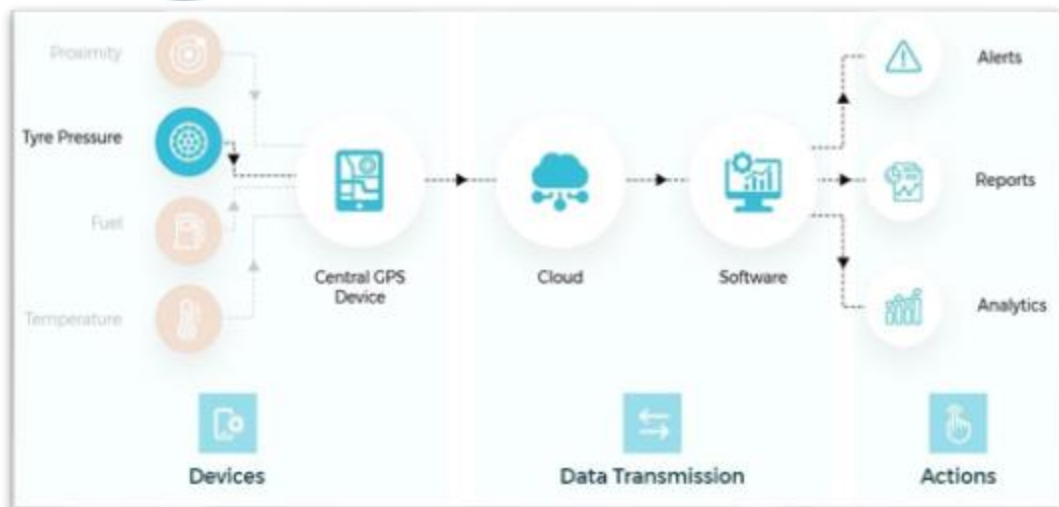 Proximity
Alerts
Tyre Pressure
Reports
Fuel
Central GPS
Device
Cloud
Software
Temperature
Analytics
Devices
Data Transmission
Actions